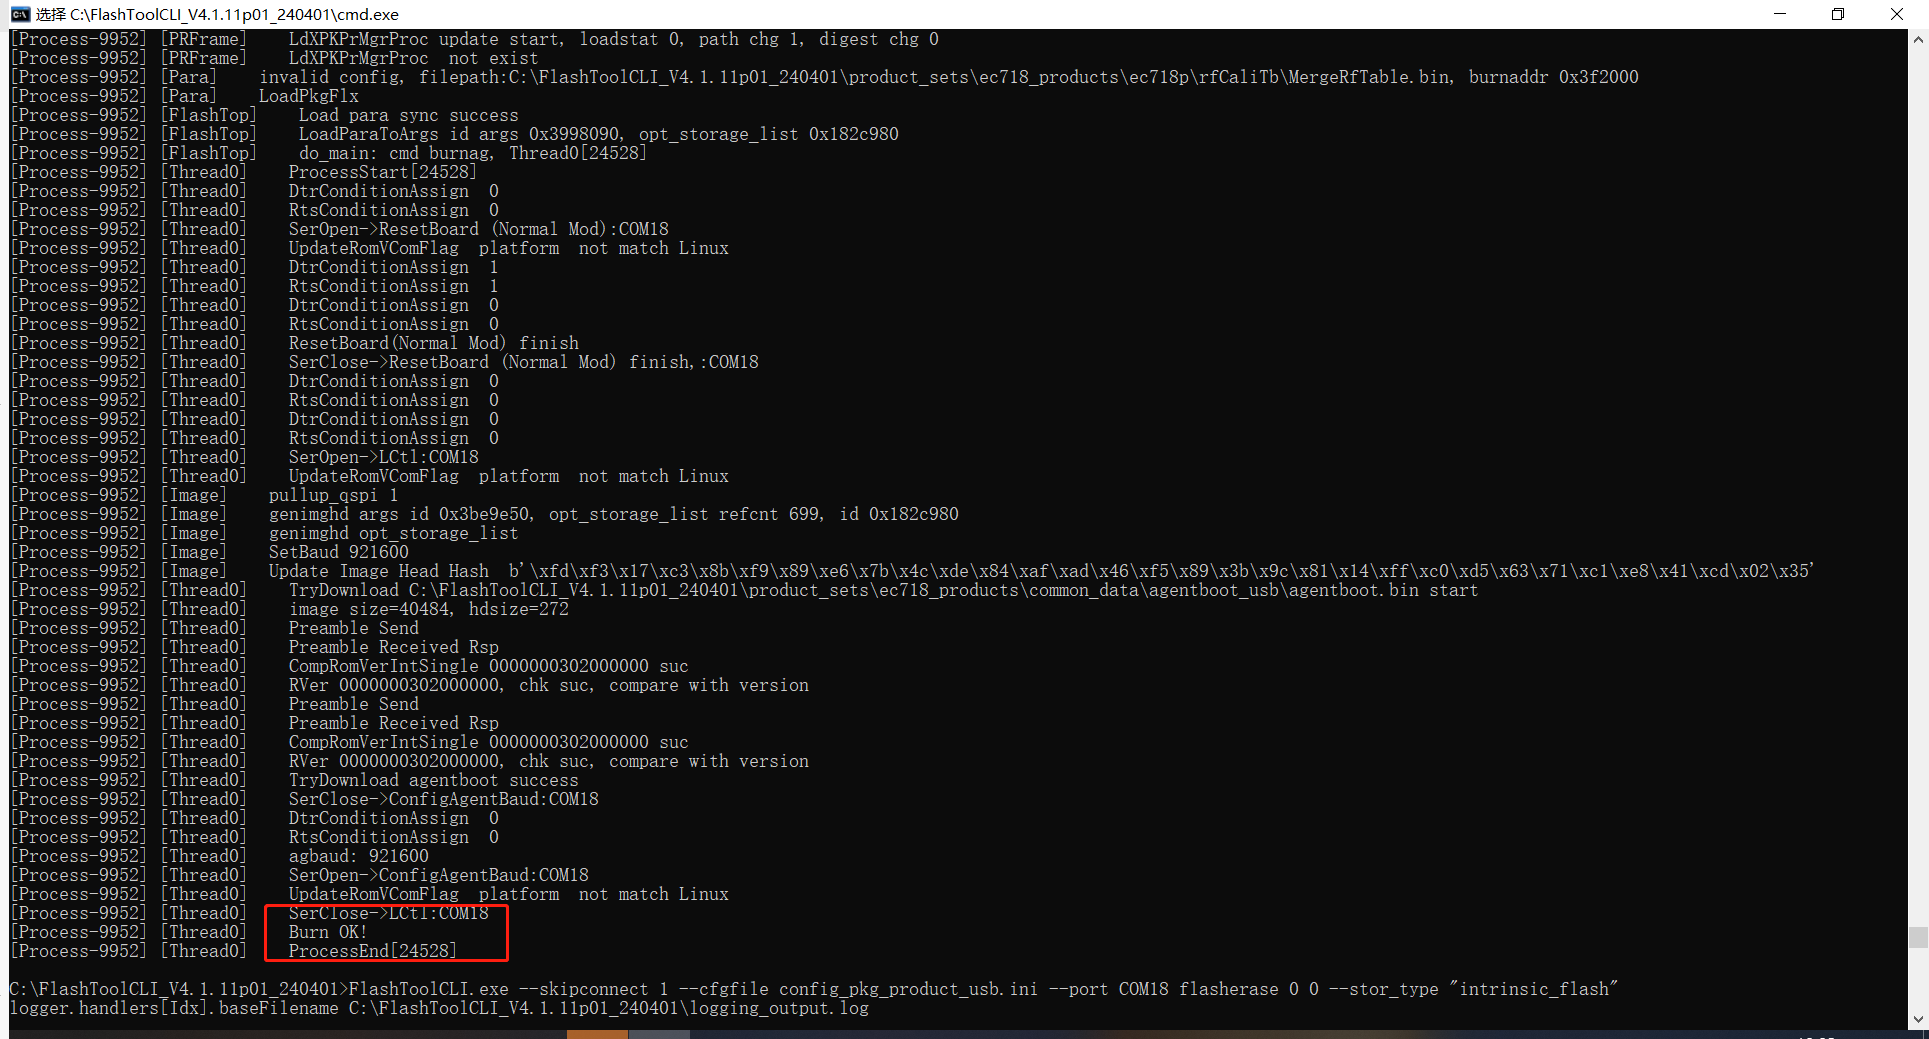 选择 C:\FlashToolCLI_V4.1.11p01_240401\cmd.exe
[Process-9952] [PRFrame] LdXPKPrMgrProc update start, loadstat 0, path chg 1, digest chg 0
[Process-9952] [PRFrame] LdXPKPrMgrProc not exist
[Process-9952] [Para] invalid config, filepath:C:\FlashToolCLI_V4.1.11p01_240401\product_sets\ec718_products\ec718p\rfCaliTb\MergeRfTable.bin, burnaddr 0x3f2000
[Process-9952] [Para] LoadPkgFlx
[Process-9952] [FlashTop] Load para sync success
[Process-9952] [FlashTop] LoadParaToArgs id args 0x3998090, opt_storage_list 0x182c980
[Process-9952] [FlashTop] do_main: cmd burnag, Thread0[24528]
[Process-9952] [Thread0] ProcessStart[24528]
[Process-9952] [Thread0] DtrConditionAssign 0
[Process-9952] [Thread0] RtsConditionAssign 0
[Process-9952] [Thread0] SerOpen->ResetBoard (Normal Mod):COM18
[Process-9952] [Thread0] UpdateRomVComFlag platform not match Linux
[Process-9952] [Thread0] DtrConditionAssign 1
[Process-9952] [Thread0] RtsConditionAssign 1
[Process-9952] [Thread0] DtrConditionAssign 0
[Process-9952] [Thread0] RtsConditionAssign 0
[Process-9952] [Thread0] ResetBoard(Normal Mod) finish
[Process-9952] [Thread0] SerClose->ResetBoard (Normal Mod) finish,:COM18
[Process-9952] [Thread0] DtrConditionAssign 0
[Process-9952] [Thread0] RtsConditionAssign 0
[Process-9952] [Thread0] DtrConditionAssign 0
[Process-9952] [Thread0] RtsConditionAssign 0
[Process-9952] [Thread0] SerOpen->LCtl:COM18
[Process-9952] [Thread0] UpdateRomVComFlag platform not match Linux
[Process-9952] [Image] pullup_qspi 1
[Process-9952] [Image] genimghd args id 0x3be9e50, opt_storage_list refcnt 699, id 0x182c980
[Process-9952] [Image] genimghd opt_storage_list
[Process-9952] [Image] SetBaud 921600
[Process-9952] [Image] Update Image Head Hash b'\xfd\xf3\x17\xc3\x8b\xf9\x89\xe6\x7b\x4c\xde\x84\xaf\xad\x46\xf5\x89\x3b\x9c\x81\x14\xff\xc0\xd5\x63\x71\xc1\xe8\x41\xcd\x02\x35'
[Process-9952] [Thread0] TryDownload C:\FlashToolCLI_V4.1.11p01_240401\product_sets\ec718_products\common_data\agentboot_usb\agentboot.bin start
[Process-9952] [Thread0] image size=40484, hdsize=272
[Process-9952] [Thread0] Preamble Send
[Process-9952] [Thread0] Preamble Received Rsp
[Process-9952] [Thread0] CompRomVerIntSingle 0000000302000000 suc
[Process-9952] [Thread0] RVer 0000000302000000, chk suc, compare with version
[Process-9952] [Thread0] Preamble Send
[Process-9952] [Thread0] Preamble Received Rsp
[Process-9952] [Thread0] CompRomVerIntSingle 0000000302000000 suc
[Process-9952] [Thread0] RVer 0000000302000000, chk suc, compare with version
[Process-9952] [Thread0] TryDownload agentboot success
[Process-9952] [Thread0] SerClose->ConfigAgentBaud:COM18
[Process-9952] [Thread0] DtrConditionAssign 0
[Process-9952] [Thread0] RtsConditionAssign 0
[Process-9952] [Thread0] agbaud: 921600
[Process-9952] [Thread0] SerOpen->ConfigAgentBaud:COM18
[Process-9952] [Thread0] UpdateRomVComFlag platform not match Linux
[Process-9952] [Thread0] SerClose->LCtl:COM18
[Process-9952] [Thread0] Burn OK!
[Process-9952] [Thread0] ProcessEnd[24528]
C:\FlashToolCLI_V4.1.11p01_240401>FlashToolCLI.exe --skipconnect 1 --cfgfile config_pkg_product_usb.ini --port COM18 flasherase 0 0 --stor_type "intrinsic_flash"
logger.handlers[Idx].baseFilename C:\FlashToolCLI_V4.1.11p01_240401\logging_output.log